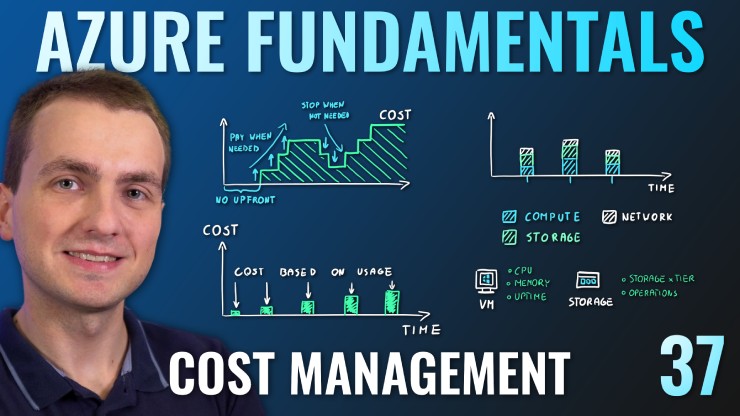 AZURE FUNDAMENTALS
STOP WHEN
NOT NEEDED
COST
PAY WHEN
NEEDED
NO UPFRONT
TIME
COMPUTE
NETWORK
STORAGE
COST
COST BASED ON USAGE
TIME
VM
CPU
MEMORY
UPTIME
STORAGE
STORAGE × TIER
OPERATIONS
COST MANAGEMENT
37